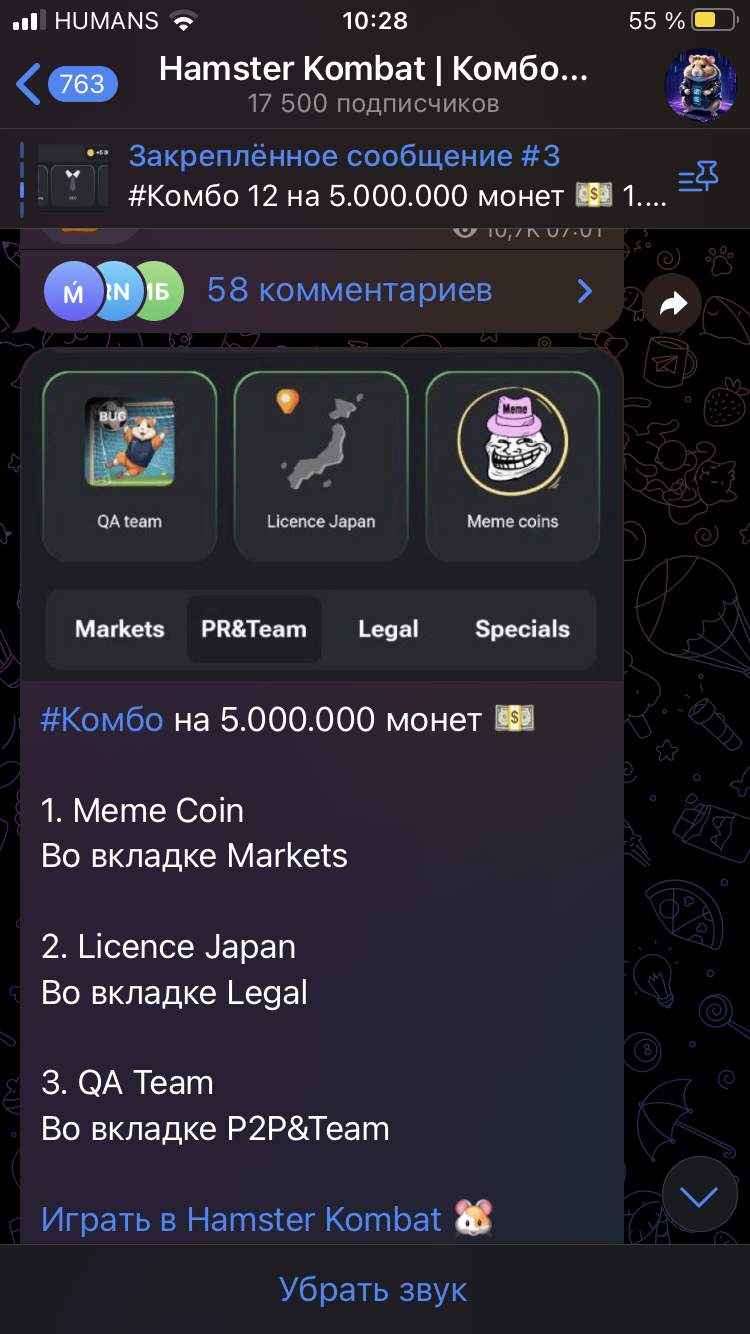 HUMANS 10:28 55 %
763 Hamster Kombat | Комбо...
17 500 подписчиков
Закреплённое сообщение #3
#Комбо 12 на 5.000.000 монет 💵 1....
58 комментариев
Ḿ RN
BUG
Meme
QA team Licence Japan Meme coins
Markets PR&Team Legal Specials
#Комбо на 5.000.000 монет 💵
1. Meme Coin
Во вкладке Markets
2. Licence Japan
Во вкладке Legal
3. QA Team
Во вкладке P2P&Team
Играть в Hamster Kombat 🐹
Убрать звук